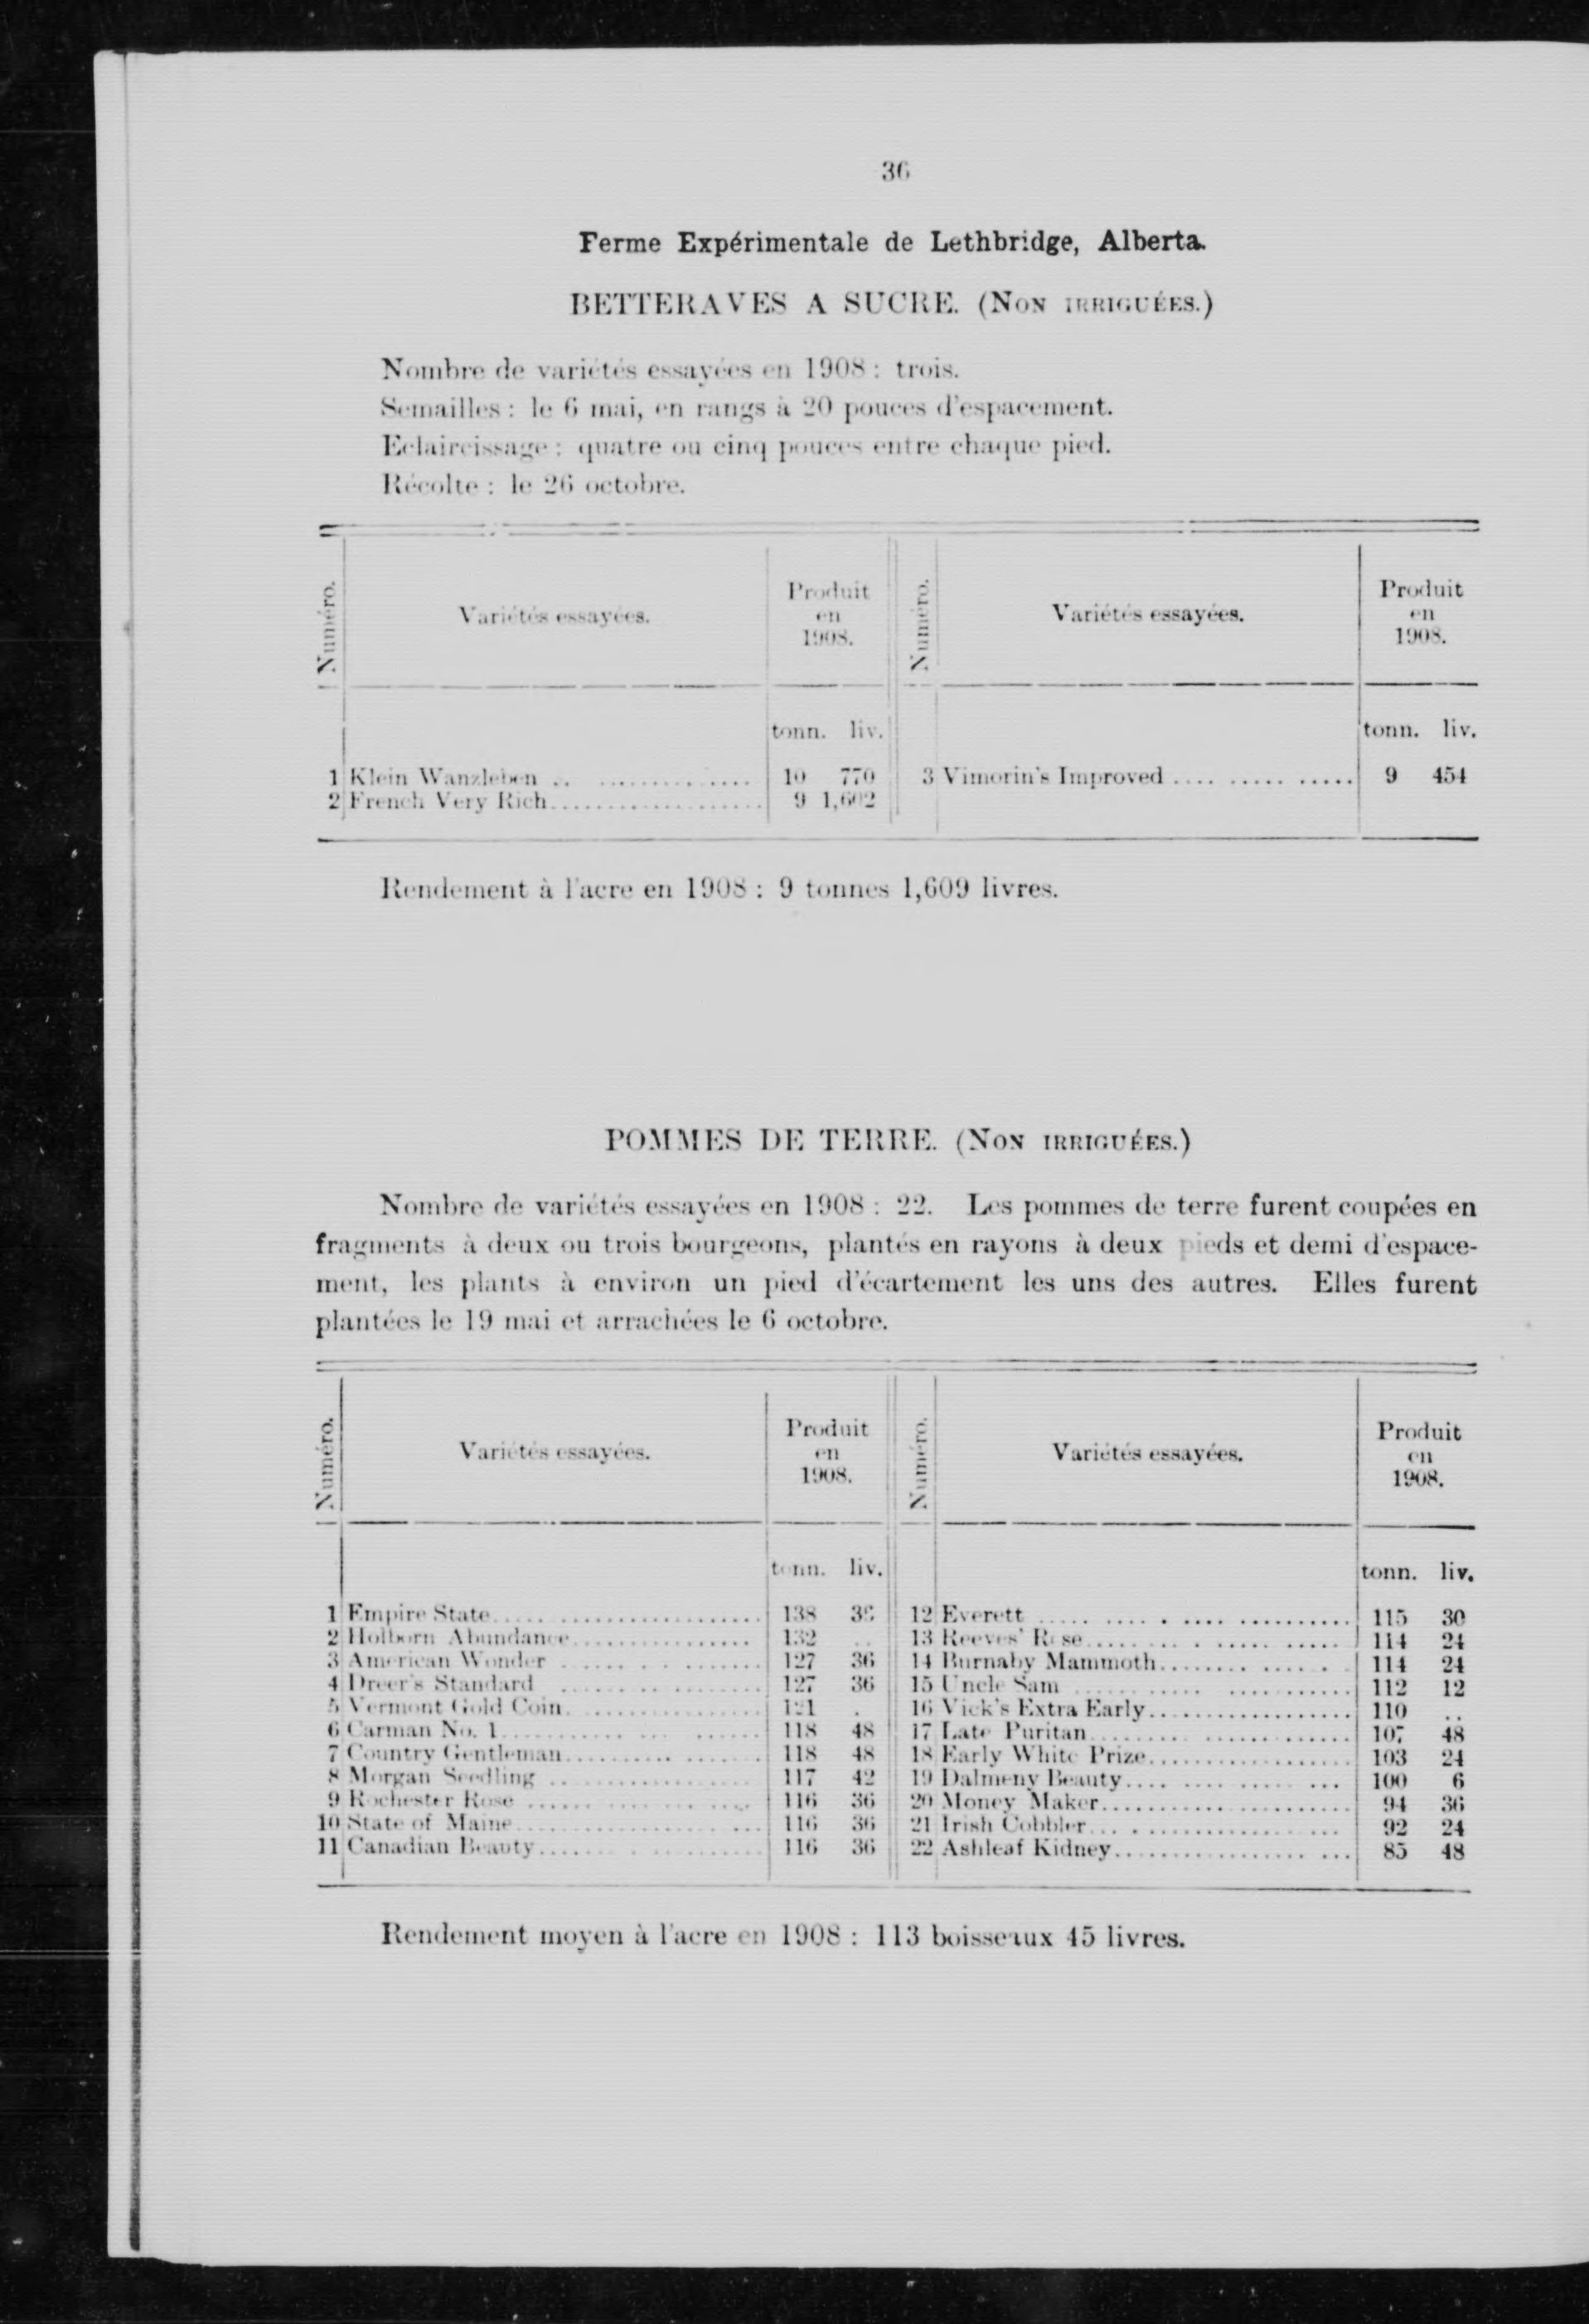 36
Ferme Expérimentale de Lethbridge, Alberta.
BETTERAVES A SUCRE. (NON IRRIGUÉES.)
Nombre de variétés essayées en 1908 : trois.
Semailles : le 6 mai, en rangs à 20 pouces d'espacement.
Eclaircissage : quatre ou cinq pouces entre chaque pied.
Récolte : le 26 octobre.
Numéro. Variétés essayées. Produit en 1908. Numéro. Variétés essayées. Produit en 1908.
tonn. liv. tonn. liv.
1 Klein Wanzleben .. ............... 10 770 3 Vimorin's Improved .... ......... ..... 9 454
2 French Very Rich.................... 9 1,602
Rendement à l'acre en 1908 : 9 tonnes 1,609 livres.
POMMES DE TERRE. (NON IRRIGUÉES.)
Nombre de variétés essayées en 1908 : 22. Les pommes de terre furent coupées en
fragments à deux ou trois bourgeons, plantés en rayons à deux pieds et demi d'espace-
ment, les plants à environ un pied d'écartement les uns des autres. Elles furent
plantées le 19 mai et arrachées le 6 octobre.
Numéro. Variétés essayées. Produit en 1908. Numéro. Variétés essayées. Produit en 1908.
tonn. liv. tonn. liv.
1 Empire State......................... 138 12 Everett ............................. 115 30
2 Holborn Abundance................. 132 .. 13 Reeves' Rose......................... 114 24
3 American Wonder ................... 127 36 14 Burnaby Mammoth.................. 114 24
4 Dreer's Standard .................... 127 36 15 Uncle Sam .......................... 112 12
5 Vermont Gold Coin.................. 121 . 16 Vick's Extra Early................... 110 ..
6 Carman No. 1........................ 118 48 17 Late Puritan......................... 107 48
7 Country Gentleman.................. 118 48 18 Early White Prize.................... 103 24
8 Morgan Seedling .................... 117 42 19 Dalmeny Beauty..................... 100 6
9 Rochester Rose ..................... 116 36 20 Money Maker........................ 94 36
10 State of Maine....................... 116 36 21 Irish Cobbler........................ 92 24
11 Canadian Beauty.................... 116 36 22 Ashleaf Kidney...................... 85 48
Rendement moyen à l'acre en 1908 : 113 boisseaux 45 livres.